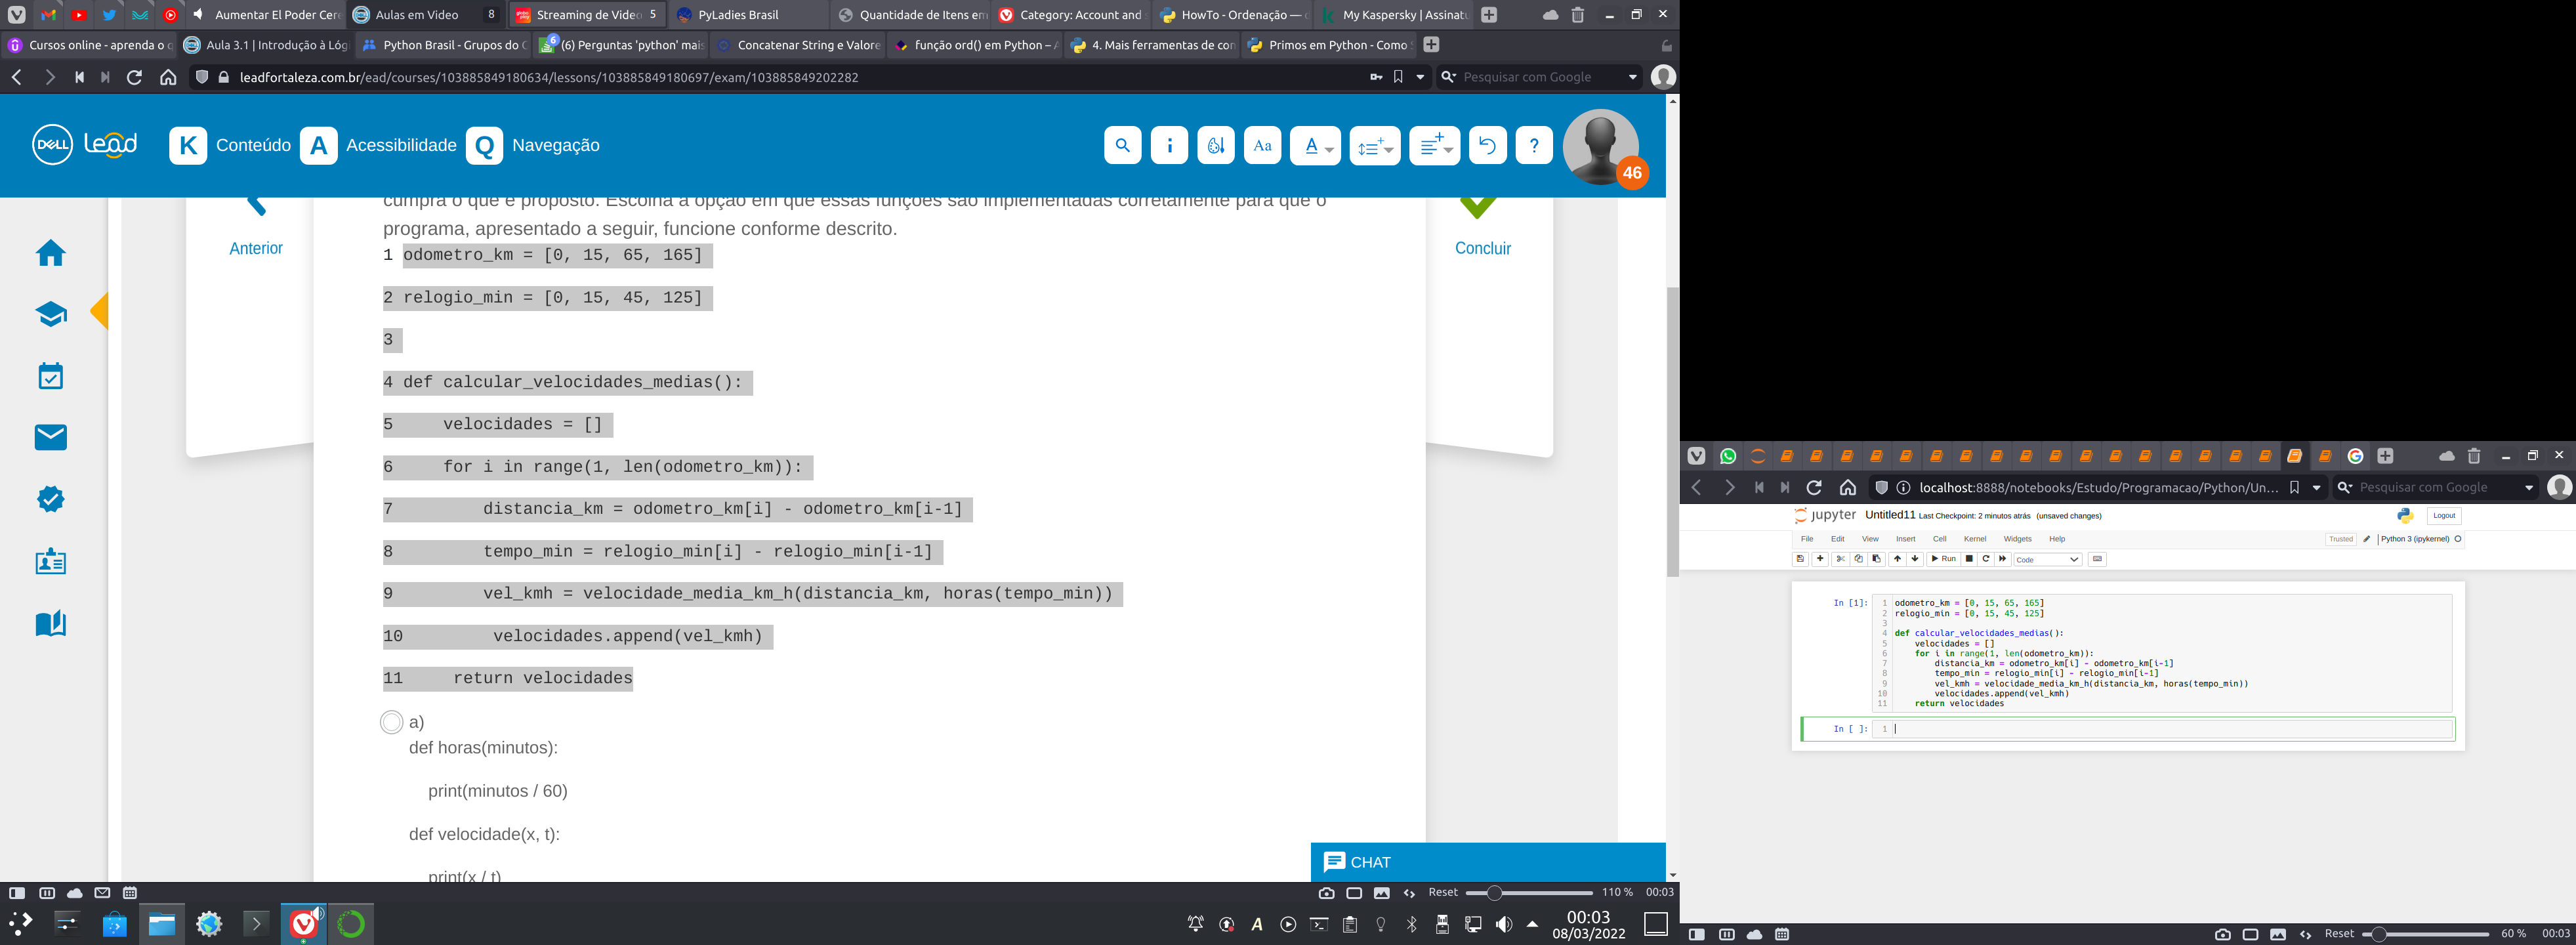 Aumentar El Poder Cere
Aulas em Video
8
Streaming de Video
5
PyLadies Brasil
Quantidade de Itens em
Category: Account and
HowTo - Ordenação —
My Kaspersky | Assinatu
Cursos online - aprenda o q
Aula 3.1 | Introdução à Lóg
Python Brasil - Grupos do G
6
(6) Perguntas 'python' mais
Concatenar String e Valore
função ord() em Python – A
4. Mais ferramentas de con
Primos em Python - Como
leadfortaleza.com.br/ead/courses/103885849180634/lessons/103885849180697/exam/103885849202282
Pesquisar com Google
DELL Lead
K Conteúdo A Acessibilidade Q Navegação
i
Aa
A
?
46
Anterior
Concluir
cumpra o que é proposto. Escolha a opção em que essas funções são implementadas corretamente para que o
programa, apresentado a seguir, funcione conforme descrito.
1 odometro_km = [0, 15, 65, 165]
2 relogio_min = [0, 15, 45, 125]
3
4 def calcular_velocidades_medias():
5     velocidades = []
6     for i in range(1, len(odometro_km)):
7         distancia_km = odometro_km[i] - odometro_km[i-1]
8         tempo_min = relogio_min[i] - relogio_min[i-1]
9         vel_kmh = velocidade_media_km_h(distancia_km, horas(tempo_min))
10         velocidades.append(vel_kmh)
11     return velocidades
a)
def horas(minutos):
print(minutos / 60)
def velocidade(x, t):
print(x / t)
CHAT
Reset
110 %
00:03
00:03
08/03/2022
localhost:8888/notebooks/Estudo/Programacao/Python/Un...
Pesquisar com Google
jupyter Untitled11 Last Checkpoint: 2 minutos atrás (unsaved changes)
Logout
File Edit View Insert Cell Kernel Widgets Help
Trusted
Python 3 (ipykernel)
Run
Code
In [1]:
1 odometro_km = [0, 15, 65, 165]
2 relogio_min = [0, 15, 45, 125]
3
4 def calcular_velocidades_medias():
5     velocidades = []
6     for i in range(1, len(odometro_km)):
7         distancia_km = odometro_km[i] - odometro_km[i-1]
8         tempo_min = relogio_min[i] - relogio_min[i-1]
9         vel_kmh = velocidade_media_km_h(distancia_km, horas(tempo_min))
10         velocidades.append(vel_kmh)
11     return velocidades
In [ ]:
1
Reset
60 %
00:03